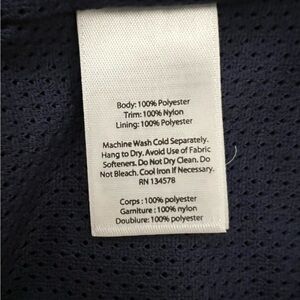 Body: 100% Polyester
Trim: 100% Nylon
Lining: 100% Polyester
Machine Wash Cold Separately.
Hang to Dry. Avoid Use of Fabric
Softeners. Do Not Dry Clean. Do
Not Bleach. Cool Iron If Necessary.
RN 134578
Corps : 100% polyester
Garniture : 100% nylon
Doublure: 100% polyester